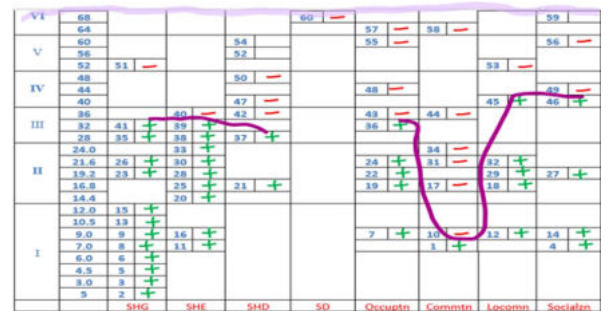 VI 68 60 − 59
64 57 − 58 −
60 54 55 − 56 −
V 56 52
52 51 − 53 −
48 50 −
IV 44 48 − 49 −
40 47 − 45 + 46 +
36 40 − 42 − 43 − 44 −
III 32 41 + 39 + 36 +
28 35 + 38 + 37 +
24.0 33 + 34 −
II 21.6 26 + 30 + 24 + 31 − 32 +
19.2 23 + 28 + 22 + 29 + 27 +
16.8 25 + 21 + 19 + 17 − 18 +
14.4 20 +
12.0 15 +
10.5 13 +
9.0 9 + 16 + 7 + 10 − 12 + 14 +
I 7.0 8 + 11 + 1 + 4 +
6.0 6 +
4.5 5 +
3.0 3 +
5 2 +
SHG SHE SHD SD Occuptn Commtn Locomn Socialzn